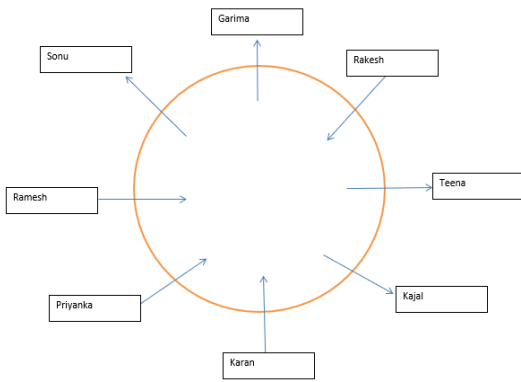 Garima
Sonu
Rakesh
Teena
Ramesh
Kajal
Priyanka
Karan